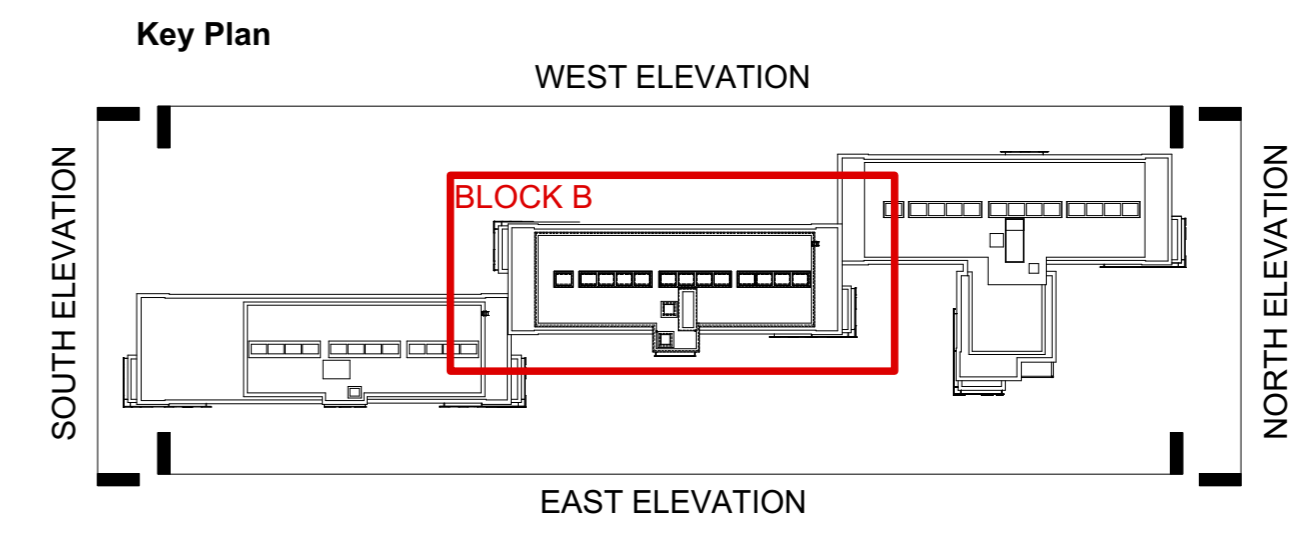 Key Plan
WEST ELEVATION
SOUTH ELEVATION
BLOCK B
NORTH ELEVATION
EAST ELEVATION